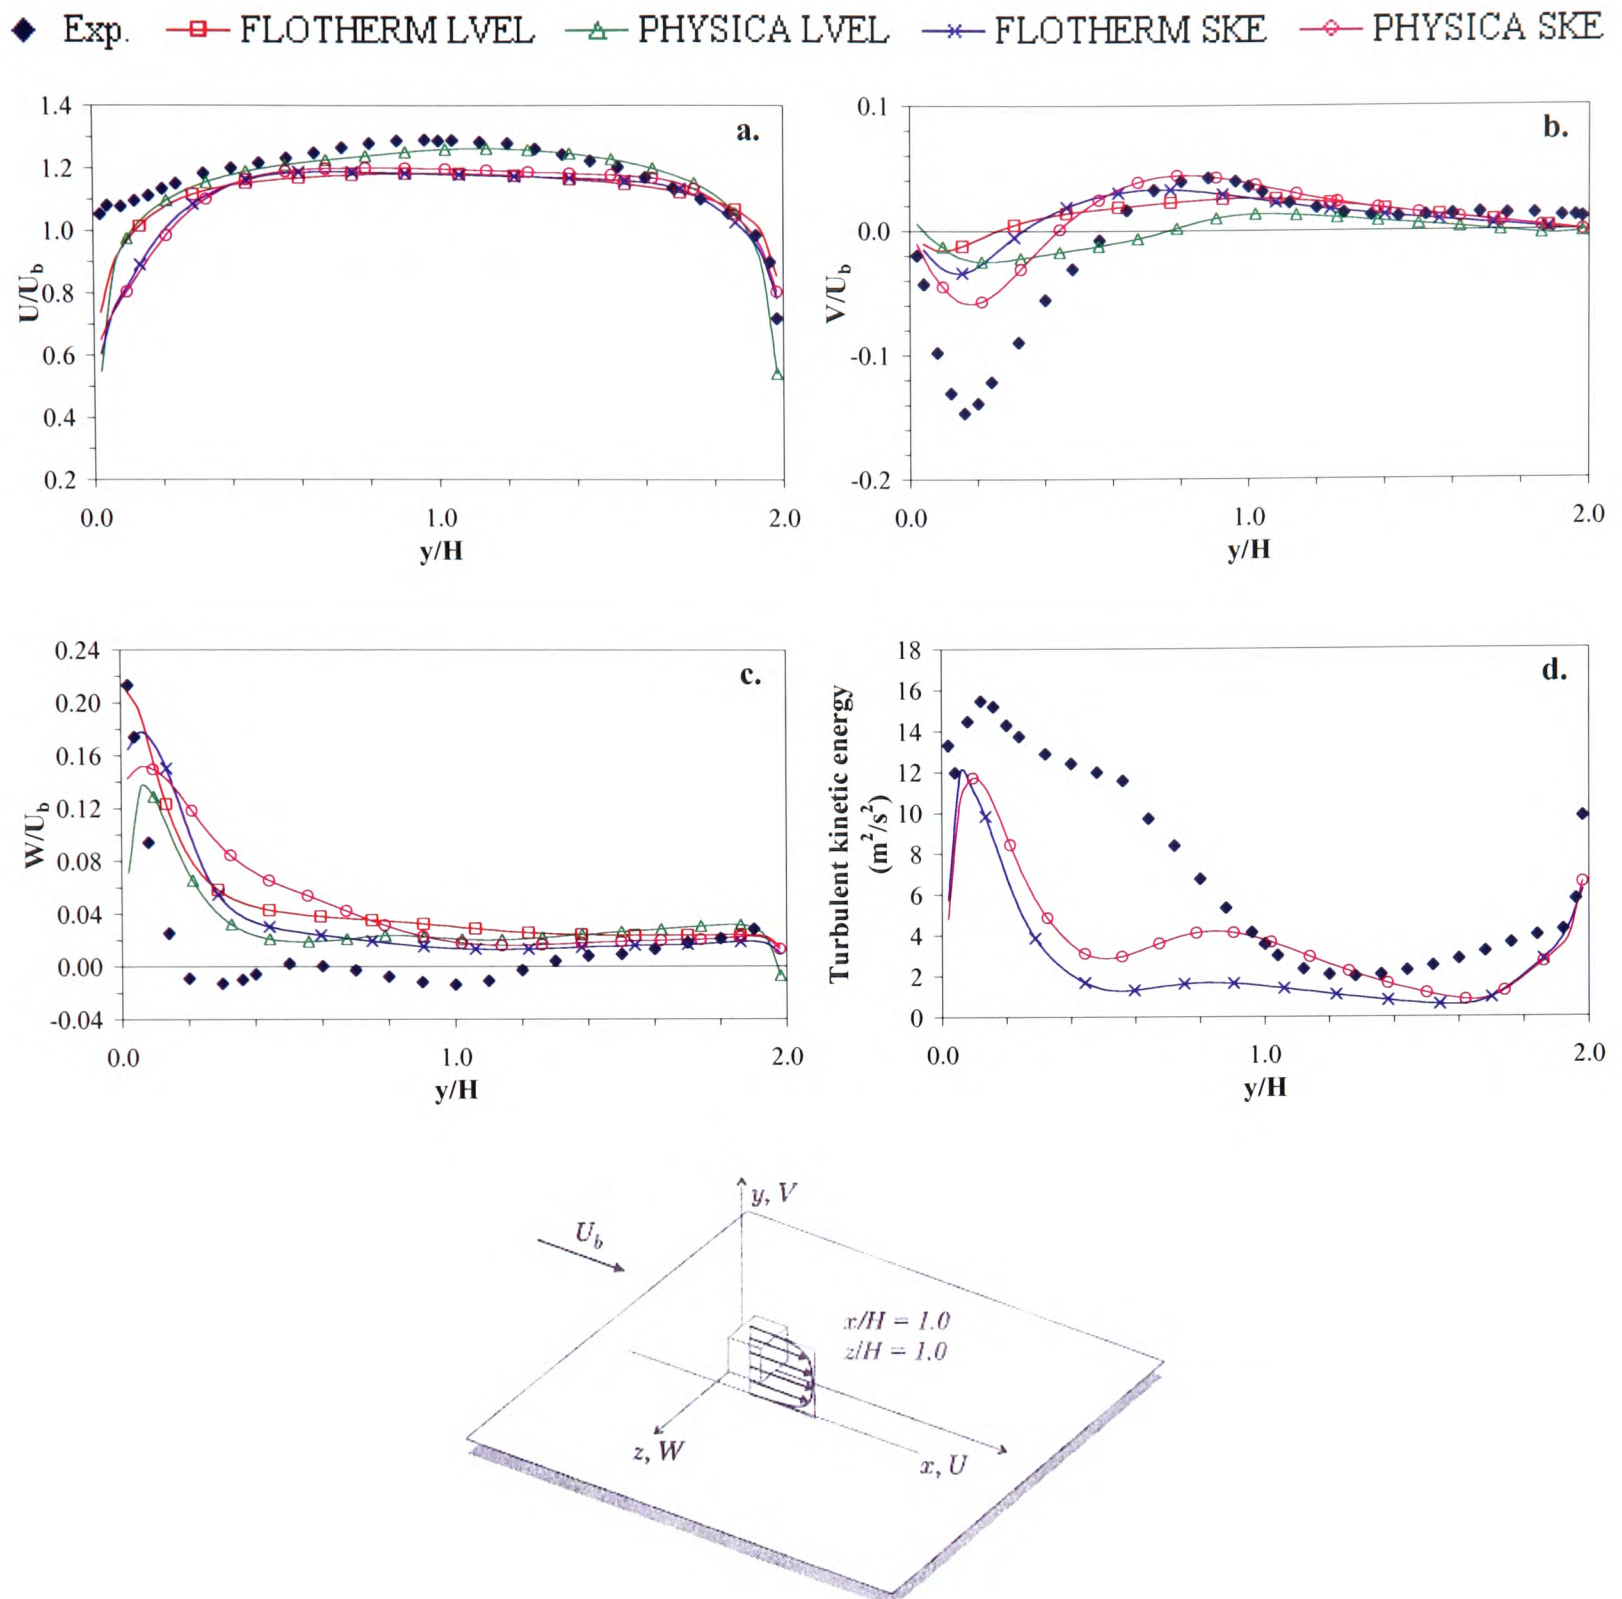 Exp. FLOTHERM LVEL PHYSICA LVEL FLOTHERM SKE PHYSICA SKE
a.
U/U_b
1.4
1.2
1.0
0.8
0.6
0.4
0.2
0.0 1.0 2.0
y/H
b.
V/U_b
0.1
0.0
-0.1
-0.2
0.0 1.0 2.0
y/H
c.
W/U_b
0.24
0.20
0.16
0.12
0.08
0.04
0.00
-0.04
0.0 1.0 2.0
y/H
d.
Turbulent kinetic energy
(m²/s²)
18
16
14
12
10
8
6
4
2
0
0.0 1.0 2.0
y/H
y, V
U_b
x/H = 1.0
z/H = 1.0
z, W
x, U